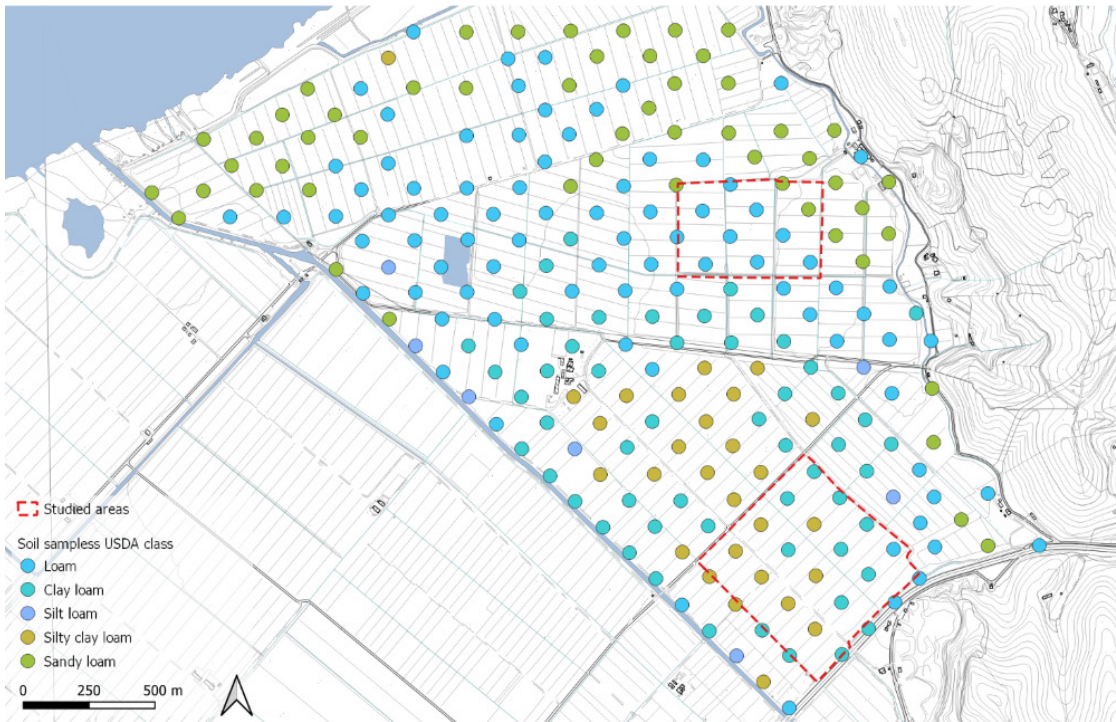 Studied areas
Soil sampless USDA class
Loam
Clay loam
Silt loam
Silty clay loam
Sandy loam
0 250 500 m